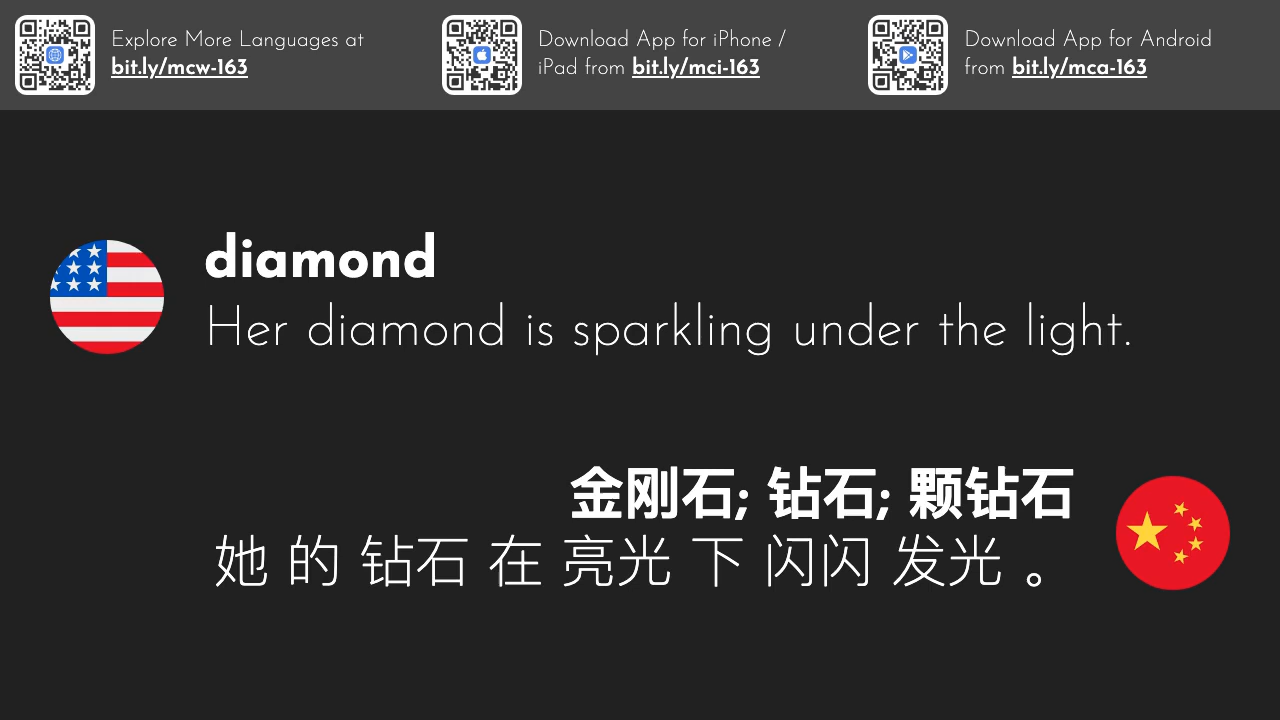 Explore More Languages at
bit.ly/mcw-163
Download App for iPhone /
iPad from bit.ly/mci-163
Download App for Android
from bit.ly/mca-163
diamond
Her diamond is sparkling under the light.
金刚石; 钻石; 颗钻石
她 的 钻石 在 亮光 下 闪闪 发光 。